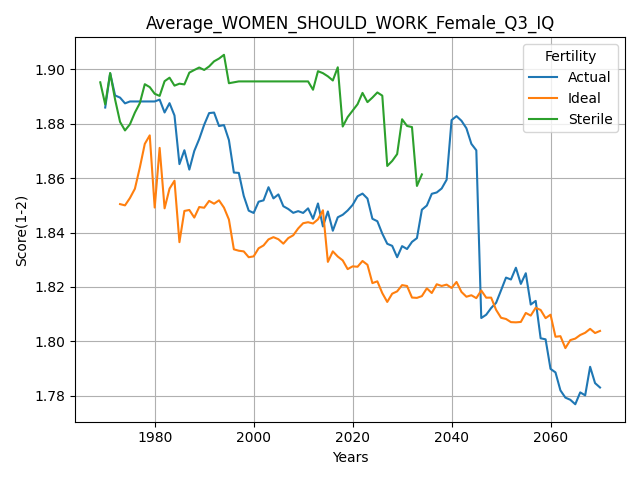 Average_WOMEN_SHOULD_WORK_Female_Q3_IQ
Fertility
Actual
Ideal
Sterile
Score(1-2)
1.90
1.88
1.86
1.84
1.82
1.80
1.78
1980
2000
2020
2040
2060
Years